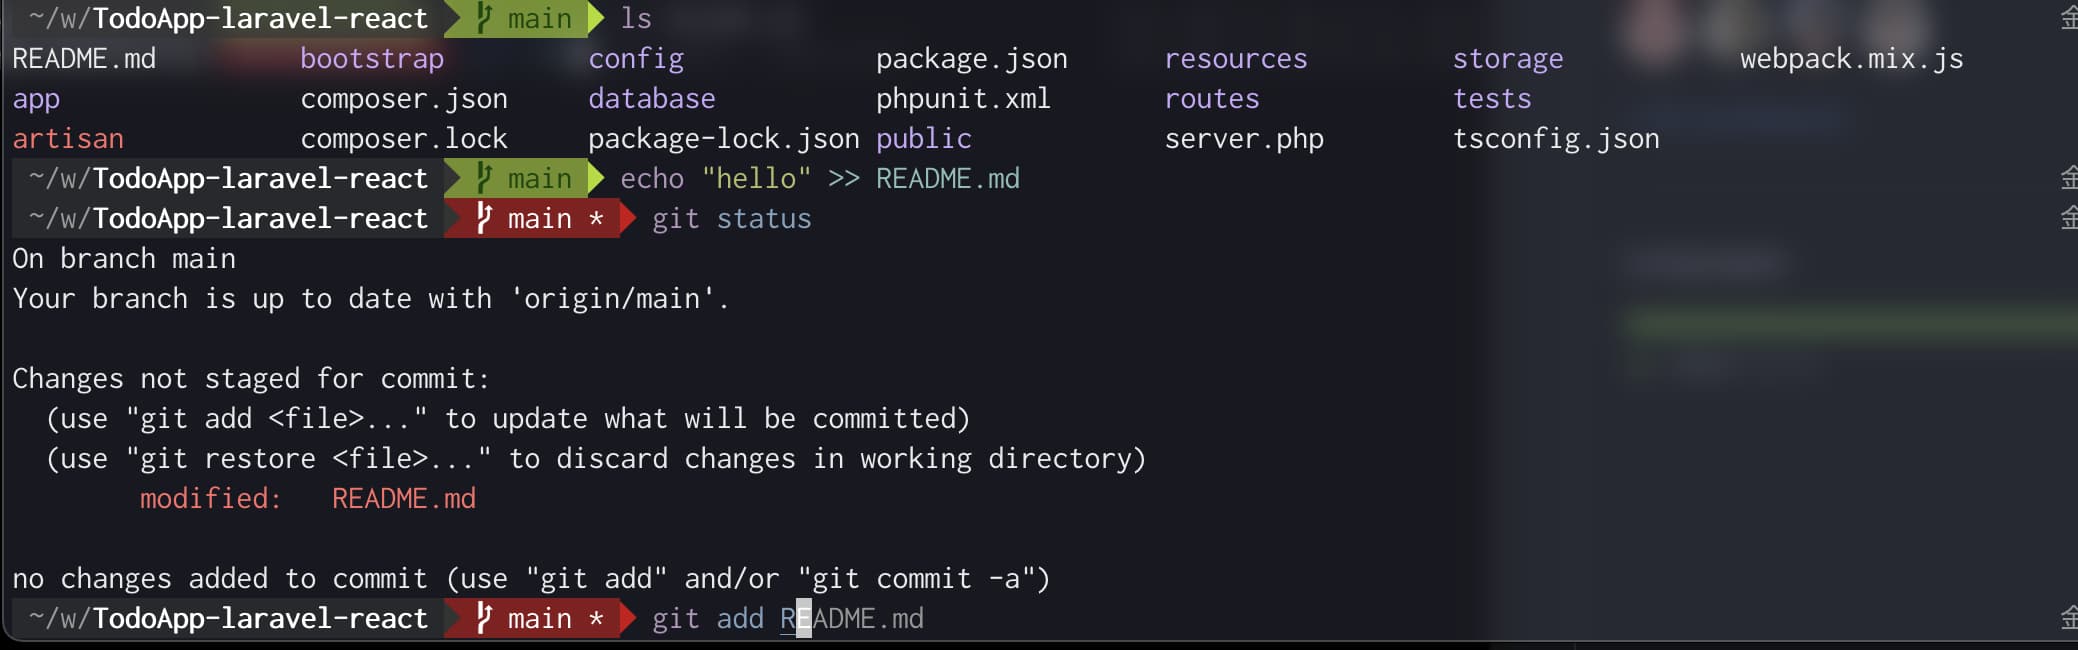 ~/w/TodoApp-laravel-react main ls 金
README.md bootstrap config package.json resources storage webpack.mix.js
app composer.json database phpunit.xml routes tests
artisan composer.lock package-lock.json public server.php tsconfig.json
~/w/TodoApp-laravel-react main echo "hello" >> README.md 金
~/w/TodoApp-laravel-react main * git status 金
On branch main
Your branch is up to date with 'origin/main'.
Changes not staged for commit:
(use "git add <file>..." to update what will be committed)
(use "git restore <file>..." to discard changes in working directory)
modified: README.md
no changes added to commit (use "git add" and/or "git commit -a")
~/w/TodoApp-laravel-react main * git add README.md 金